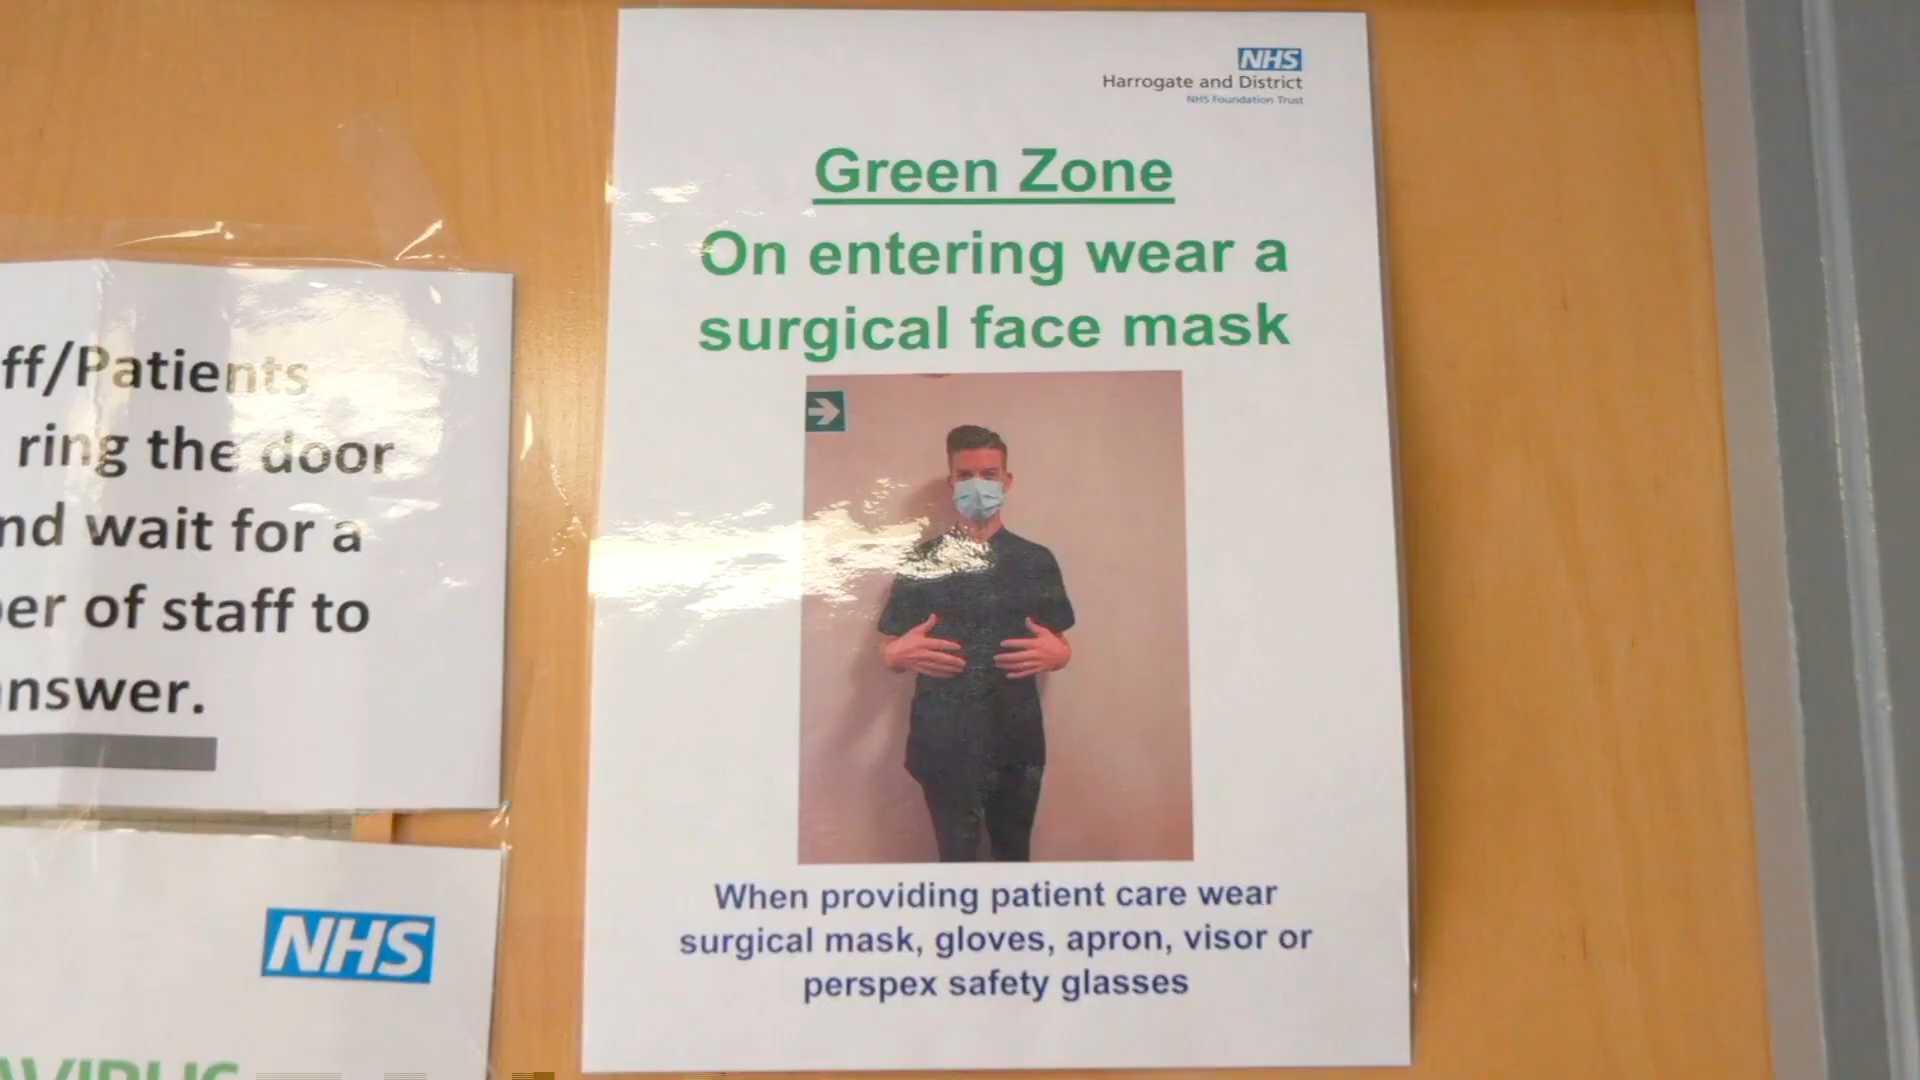 ff/Patients
ring the door
nd wait for a
er of staff to
nswer.
NHS
NHS
Harrogate and District
NHS Foundation Trust
Green Zone
On entering wear a
surgical face mask
When providing patient care wear
surgical mask, gloves, apron, visor or
perspex safety glasses